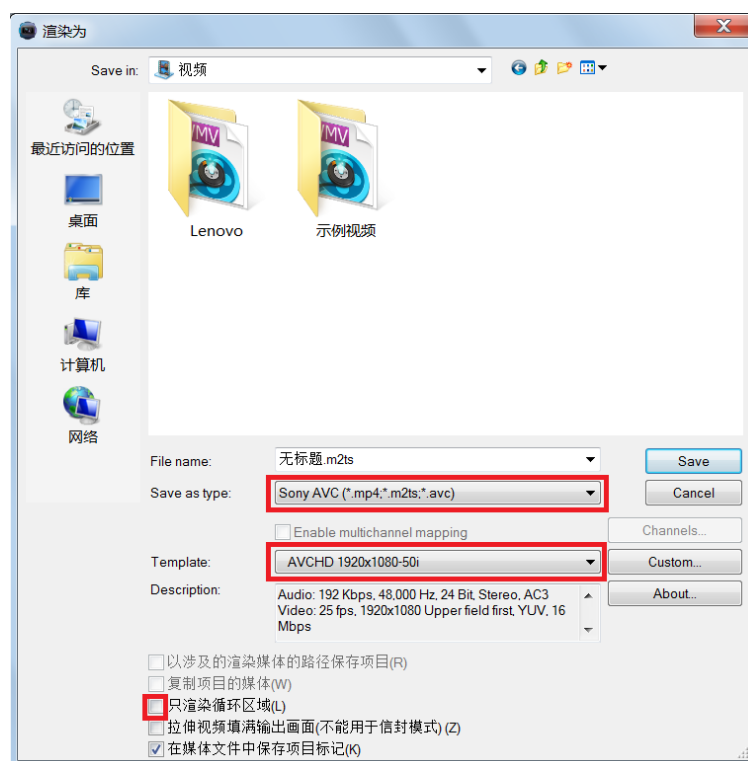 渲染为
Save in:
视频
最近访问的位置
桌面
库
计算机
网络
VMV
Lenovo
VMV
示例视频
File name:
无标题.m2ts
Save
Save as type:
Sony AVC (*.mp4;*.m2ts;*.avc)
Cancel
Enable multichannel mapping
Channels...
Template:
AVCHD 1920x1080-50i
Custom...
Description:
Audio: 192 Kbps, 48,000 Hz, 24 Bit, Stereo, AC3
Video: 25 fps, 1920x1080 Upper field first, YUV, 16
Mbps
About...
以涉及的渲染媒体的路径保存项目(R)
复制项目的媒体(W)
只渲染循环区域(L)
拉伸视频填满输出画面(不能用于信封模式) (Z)
在媒体文件中保存项目标记(K)